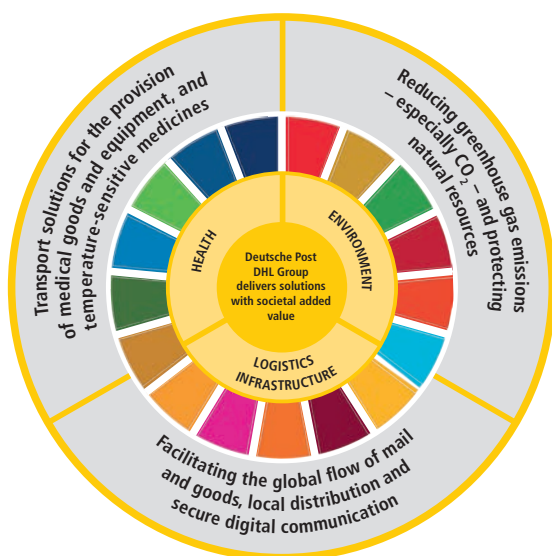 Transport solutions for the provision
of medical goods and equipment, and
temperature-sensitive medicines
Reducing greenhouse gas emissions
– especially CO₂ – and protecting
natural resources
HEALTH
ENVIRONMENT
Deutsche Post
DHL Group
delivers solutions
with societal added
value
LOGISTICS
INFRASTRUCTURE
Facilitating the global flow of mail
and goods, local distribution and
secure digital communication